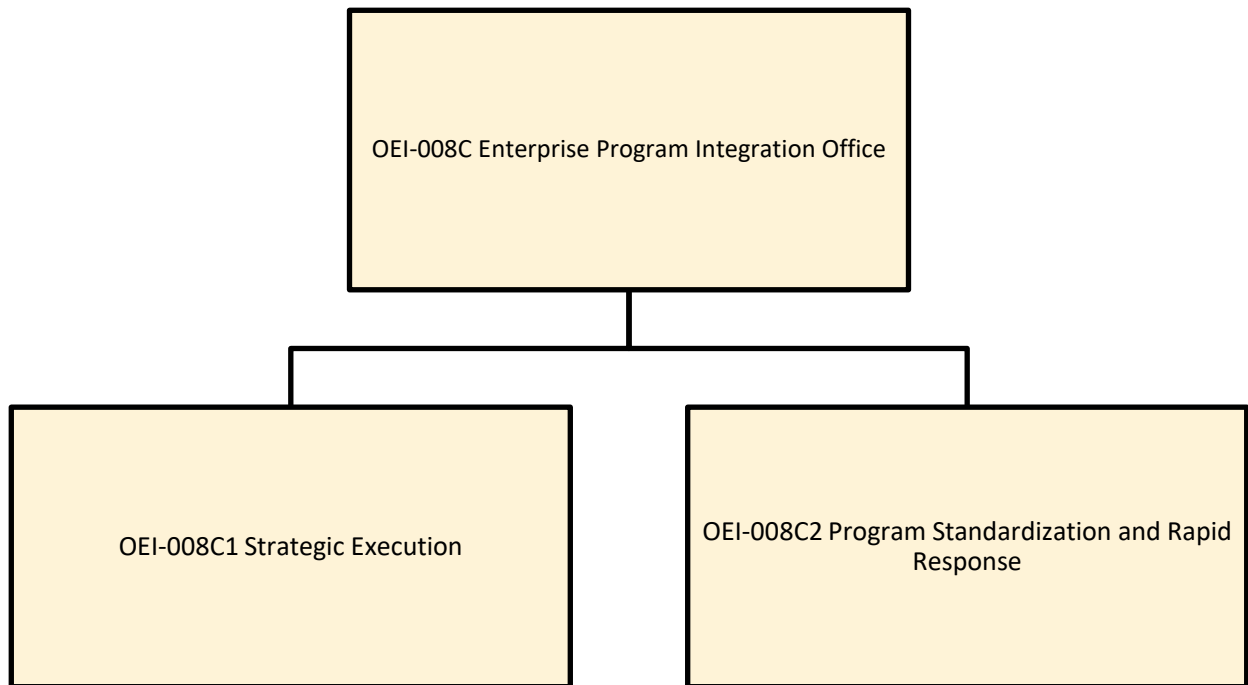 OEI-008C Enterprise Program Integration Office
OEI-008C1 Strategic Execution
OEI-008C2 Program Standardization and Rapid
Response